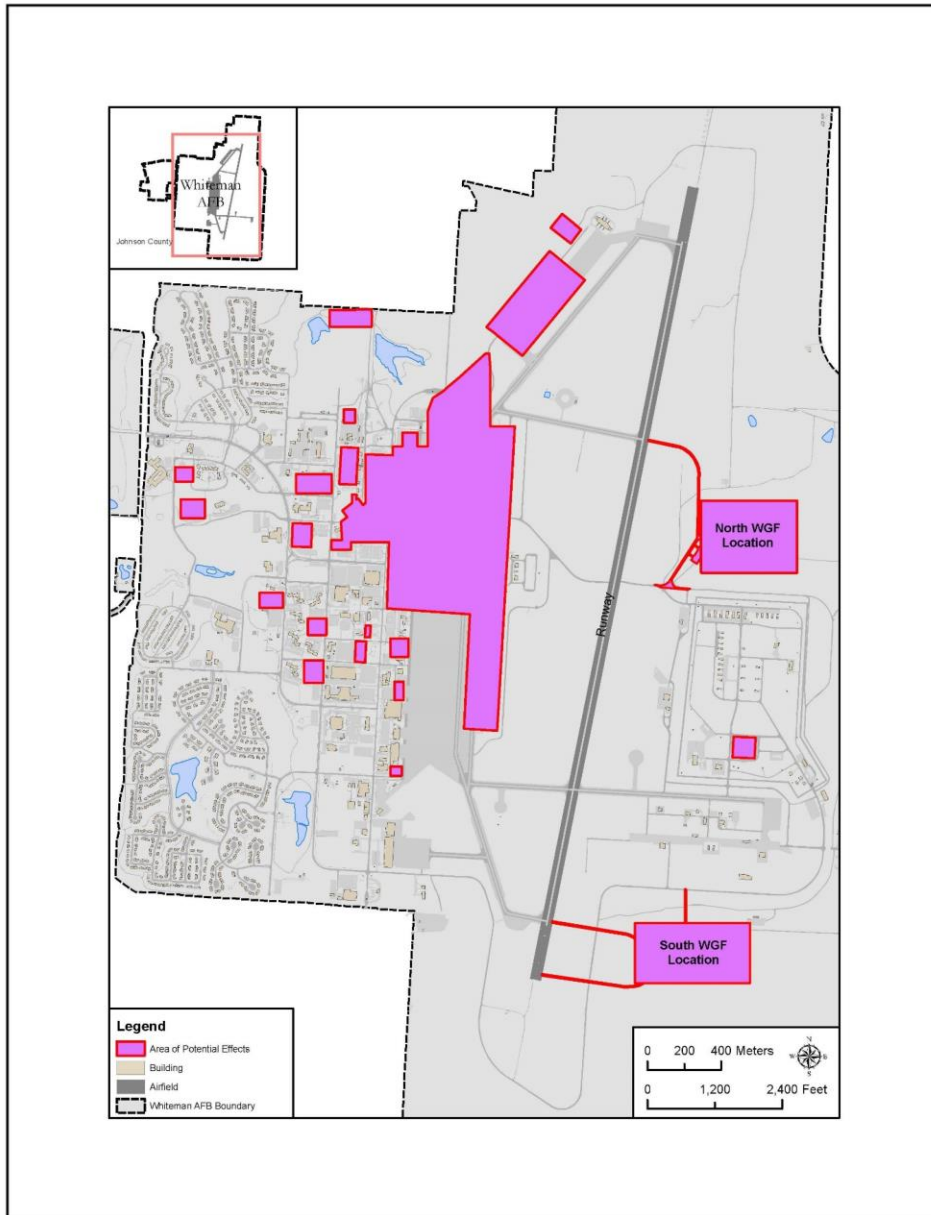 Whiteman
AFB
Johnson County
North WGF
Location
Runway
South WGF
Location
Legend
Area of Potential Effects
Building
Airfield
Whiteman AFB Boundary
0 200 400 Meters
0 1,200 2,400 Feet
N
W E
S